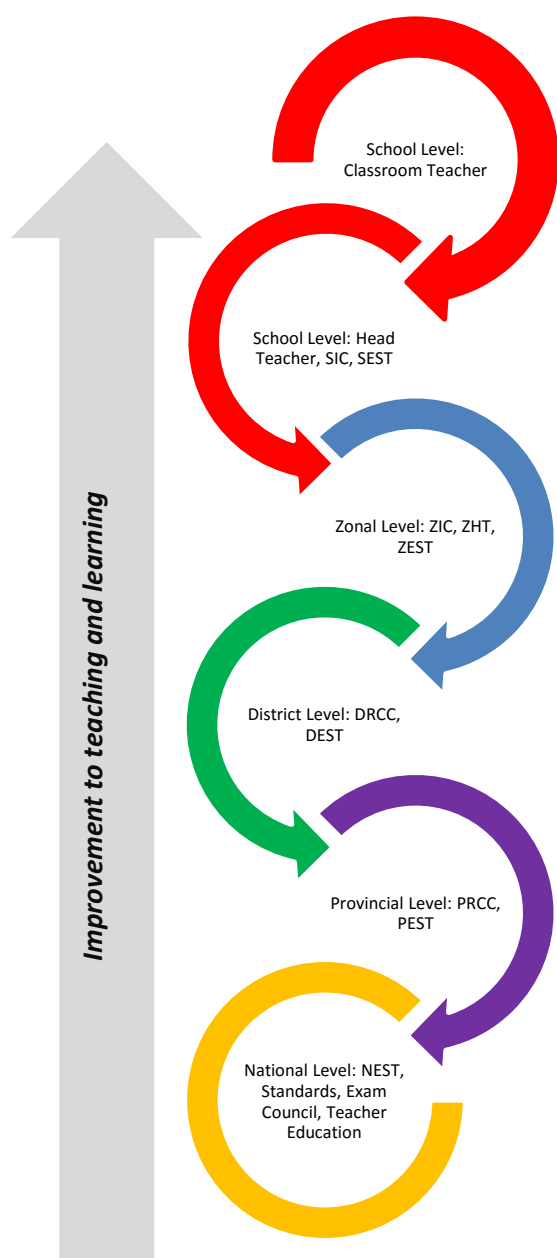 School Level:
Classroom Teacher
School Level: Head
Teacher, SIC, SEST
Zonal Level: ZIC, ZHT,
ZEST
District Level: DRCC,
DEST
Provincial Level: PRCC,
PEST
National Level: NEST,
Standards, Exam
Council, Teacher
Education
Improvement to teaching and learning